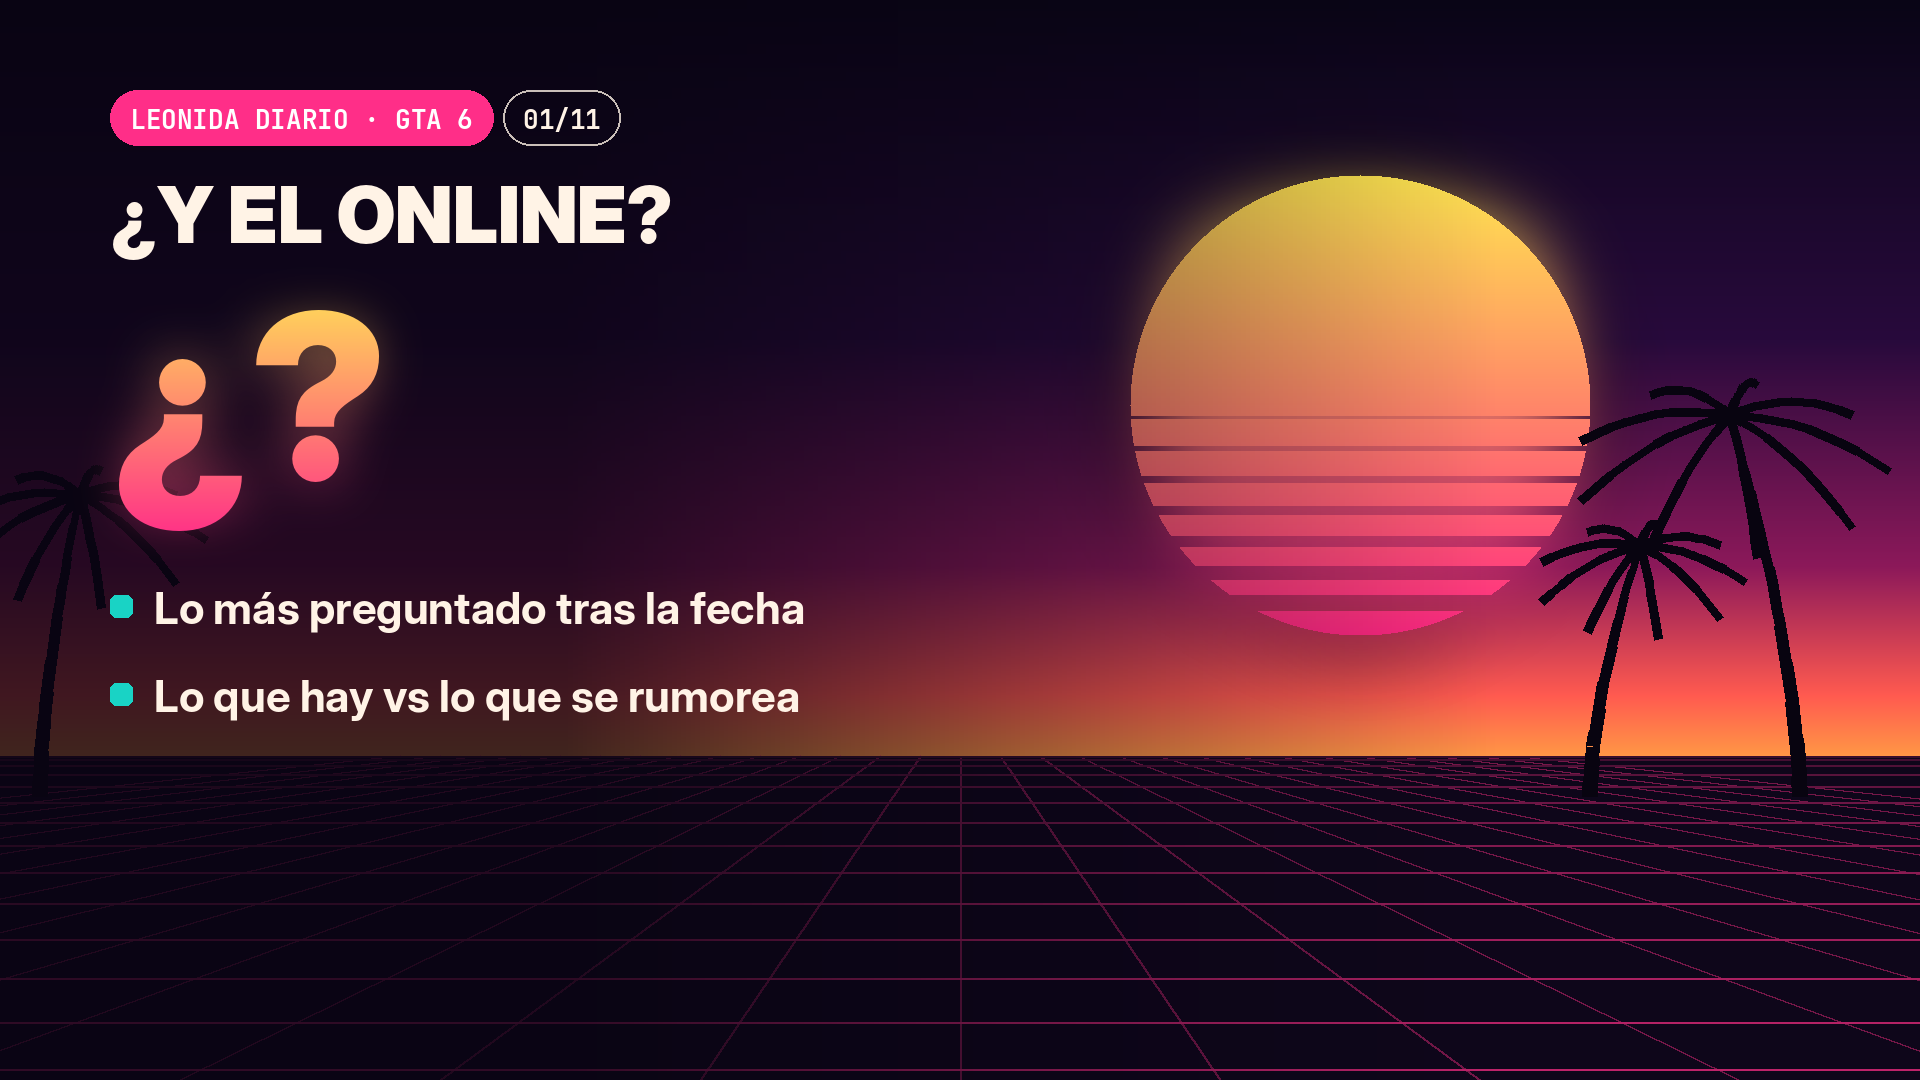 LEONIDA DIARIO · GTA 6
01/11
¿Y EL ONLINE?
¿?
Lo más preguntado tras la fecha
Lo que hay vs lo que se rumorea